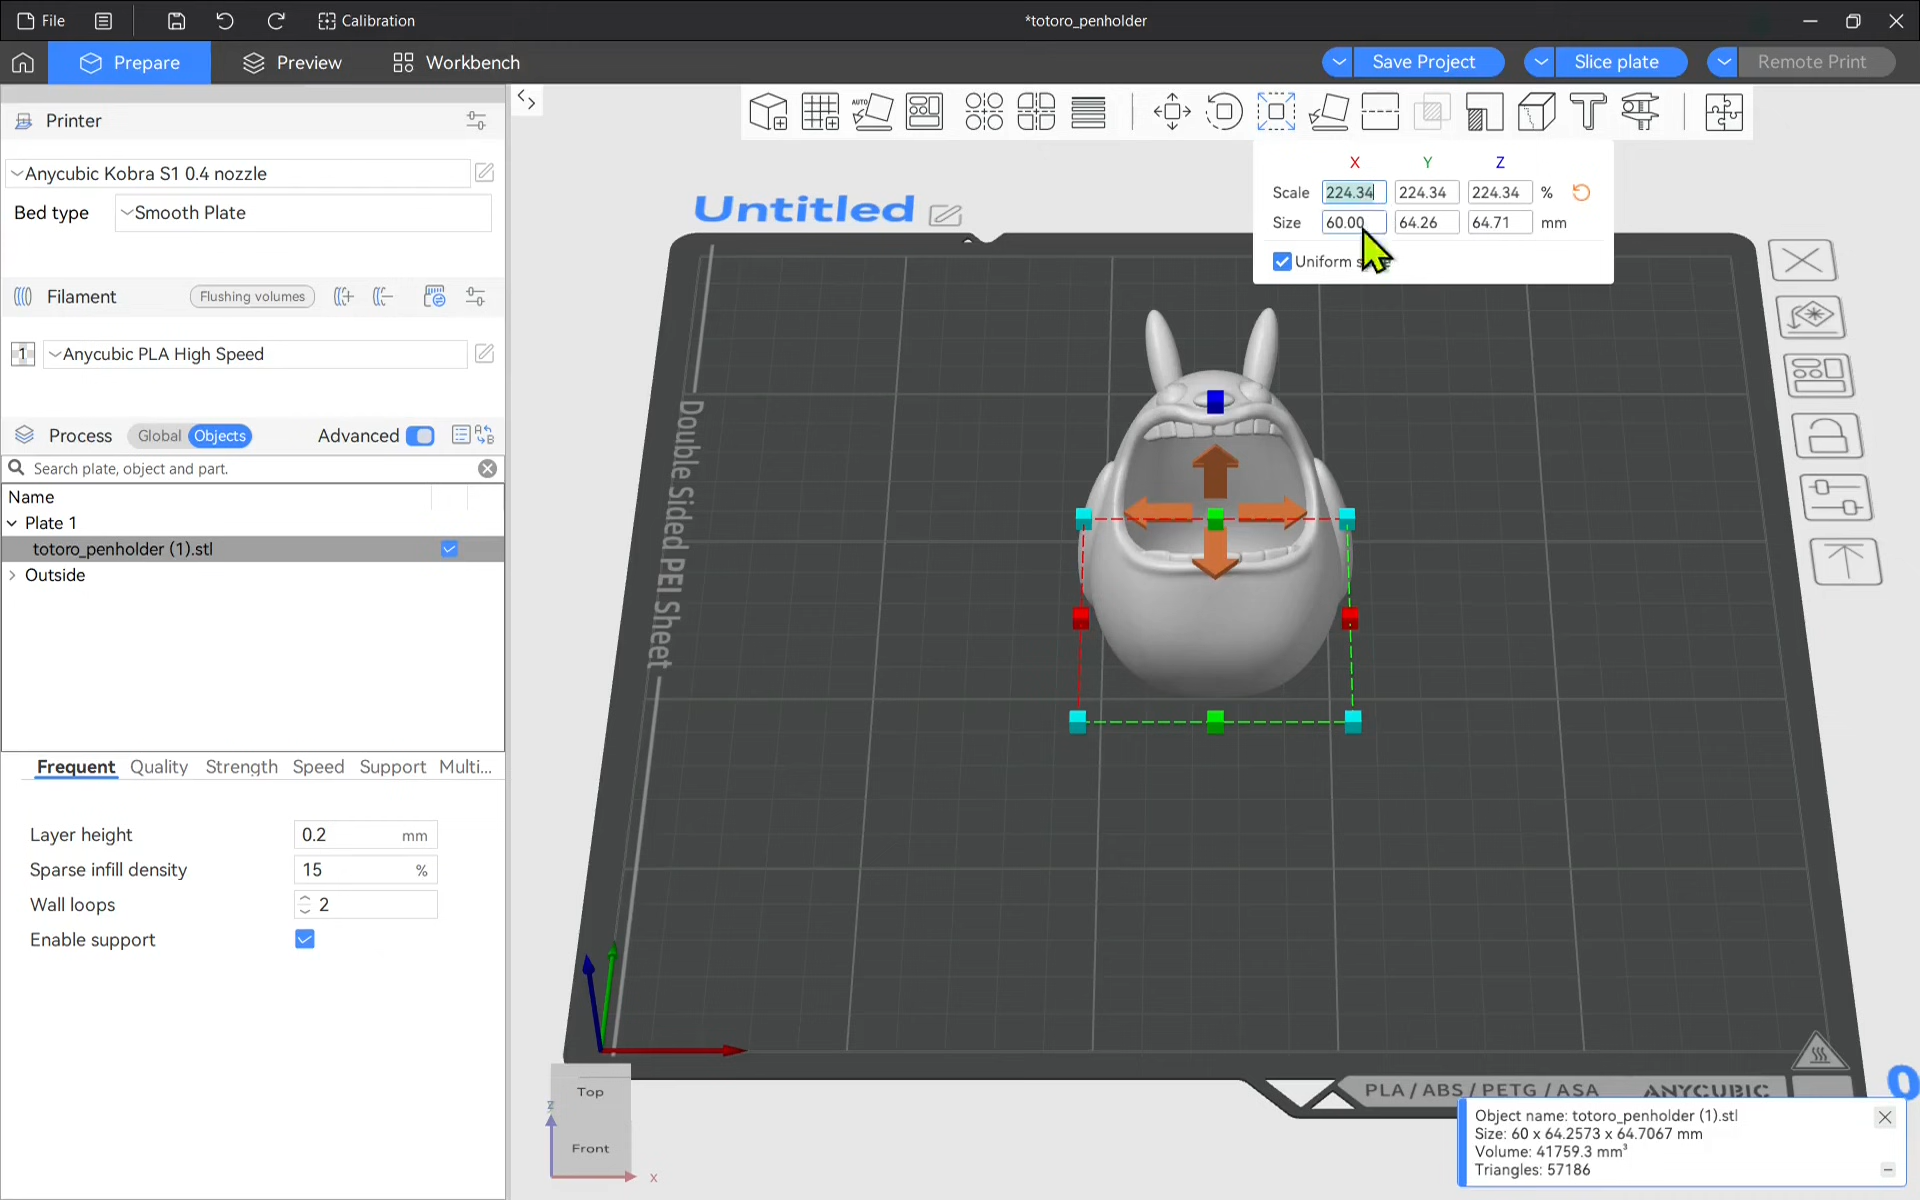 File
Calibration
*totoro_penholder
Prepare
Preview
Workbench
Save Project
Slice plate
Remote Print
Printer
Anycubic Kobra S1 0.4 nozzle
Bed type
Smooth Plate
Filament
Flushing volumes
1
Anycubic PLA High Speed
Process
Global
Objects
Advanced
Search plate, object and part.
Name
Plate 1
totoro_penholder (1).stl
Outside
Frequent
Quality
Strength
Speed
Support
Multi...
Layer height
0.2
mm
Sparse infill density
15
%
Wall loops
2
Enable support
AUTO
X Y Z
Scale 224.34 224.34 224.34 %
Size 60.00 64.26 64.71 mm
Uniform
Untitled
Double Sided PEI Sheet
PLA / ABS / PETG / ASA
ANYCUBIC
Top
Front
Z
X
Object name: totoro_penholder (1).stl
Size: 60 x 64.2573 x 64.7067 mm
Volume: 41759.3 mm³
Triangles: 57186